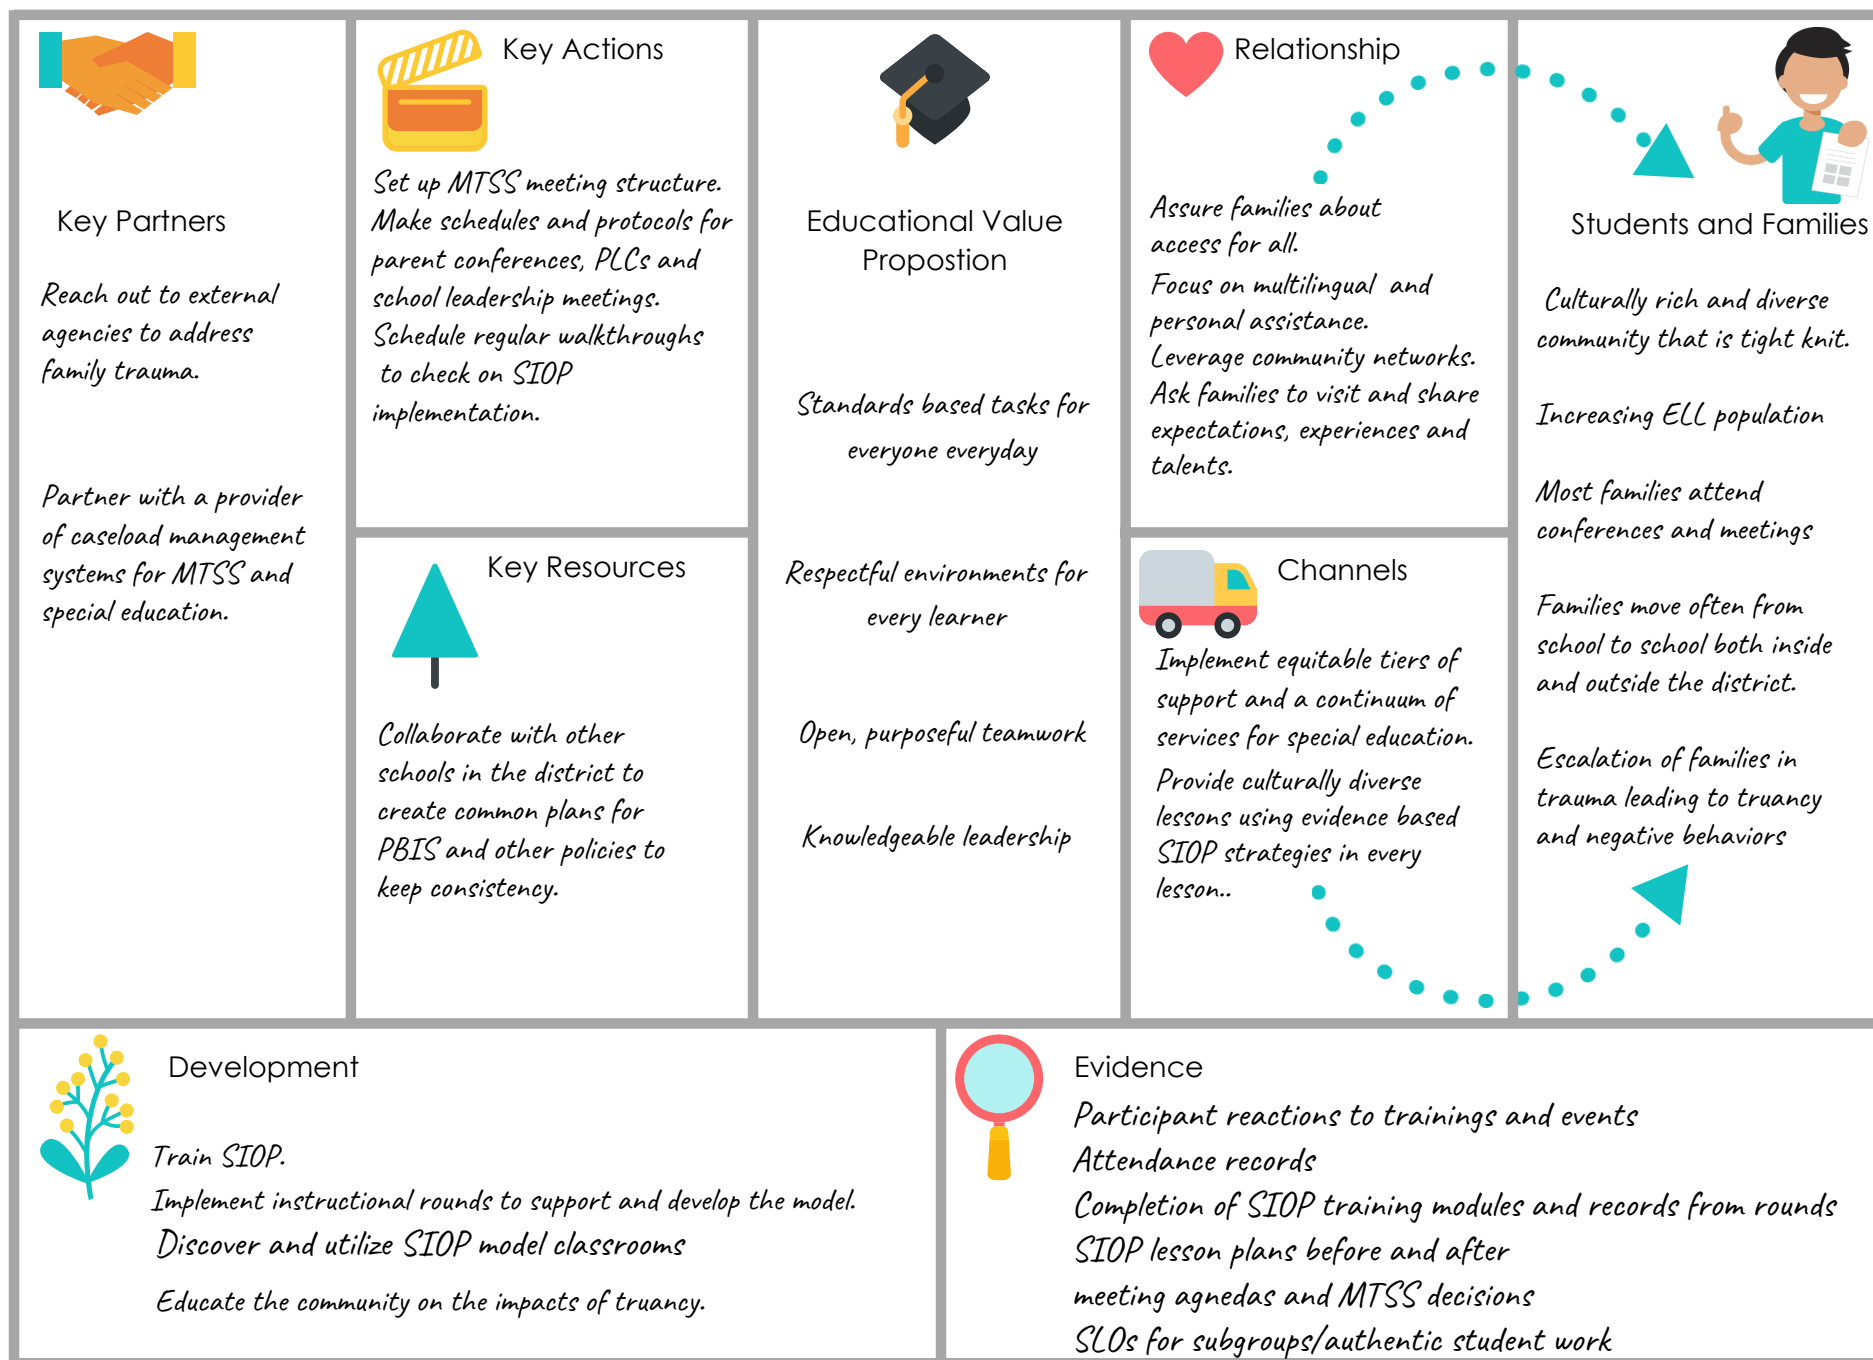 Key Partners
Reach out to external
agencies to address
family trauma.
Partner with a provider
of caseload management
systems for MTSS and
special education.
Key Actions
Set up MTSS meeting structure.
Make schedules and protocols for
parent conferences, PLCs and
school leadership meetings.
Schedule regular walkthroughs
to check on SIOP
implementation.
Key Resources
Collaborate with other
schools in the district to
create common plans for
PBIS and other policies to
keep consistency.
Educational Value
Propostion
Standards based tasks for
everyone everyday
Respectful environments for
every learner
Open, purposeful teamwork
Knowledgeable leadership
Relationship
Assure families about
access for all.
Focus on multilingual and
personal assistance.
Leverage community networks.
Ask families to visit and share
expectations, experiences and
talents.
Channels
Implement equitable tiers of
support and a continuum of
services for special education.
Provide culturally diverse
lessons using evidence based
SIOP strategies in every
lesson..
Students and Families
Culturally rich and diverse
community that is tight knit.
Increasing ELL population
Most families attend
conferences and meetings
Families move often from
school to school both inside
and outside the district.
Escalation of families in
trauma leading to truancy
and negative behaviors
Development
Train SIOP.
Implement instructional rounds to support and develop the model.
Discover and utilize SIOP model classrooms
Educate the community on the impacts of truancy.
Evidence
Participant reactions to trainings and events
Attendance records
Completion of SIOP training modules and records from rounds
SIOP lesson plans before and after
meeting agnedas and MTSS decisions
SLOs for subgroups/authentic student work